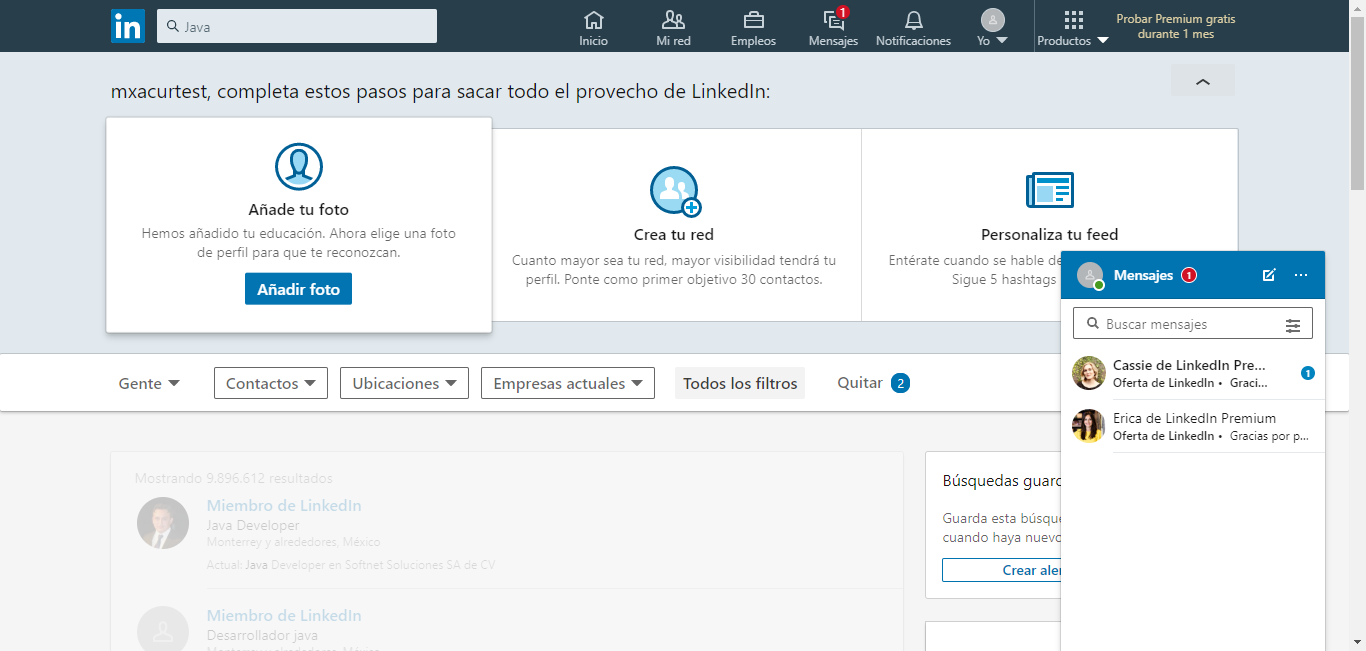 in
Java
Inicio
Mi red
Empleos
1
Mensajes
Notificaciones
Yo
Productos
Probar Premium gratis
durante 1 mes
mxacurtest, completa estos pasos para sacar todo el provecho de LinkedIn:
Añade tu foto
Hemos añadido tu educación. Ahora elige una foto
de perfil para que te reconozcan.
Añadir foto
Crea tu red
Cuanto mayor sea tu red, mayor visibilidad tendrá tu
perfil. Ponte como primer objetivo 30 contactos.
Personaliza tu feed
Entérate cuando se hable de
Sigue 5 hashtags
Gente
Contactos
Ubicaciones
Empresas actuales
Todos los filtros
Quitar 2
Mostrando 9.896.612 resultados
Miembro de LinkedIn
Java Developer
Monterrey y alrededores, México
Actual: Java Developer en Softnet Soluciones SA de CV
Miembro de LinkedIn
Desarrollador java
Monterrey y alrededores, México
Búsquedas guard
Guarda esta búsque
cuando haya nuevo
Crear aler
Mensajes 1
Buscar mensajes
Cassie de LinkedIn Pre...
Oferta de LinkedIn • Graci...
1
Erica de LinkedIn Premium
Oferta de LinkedIn • Gracias por p...